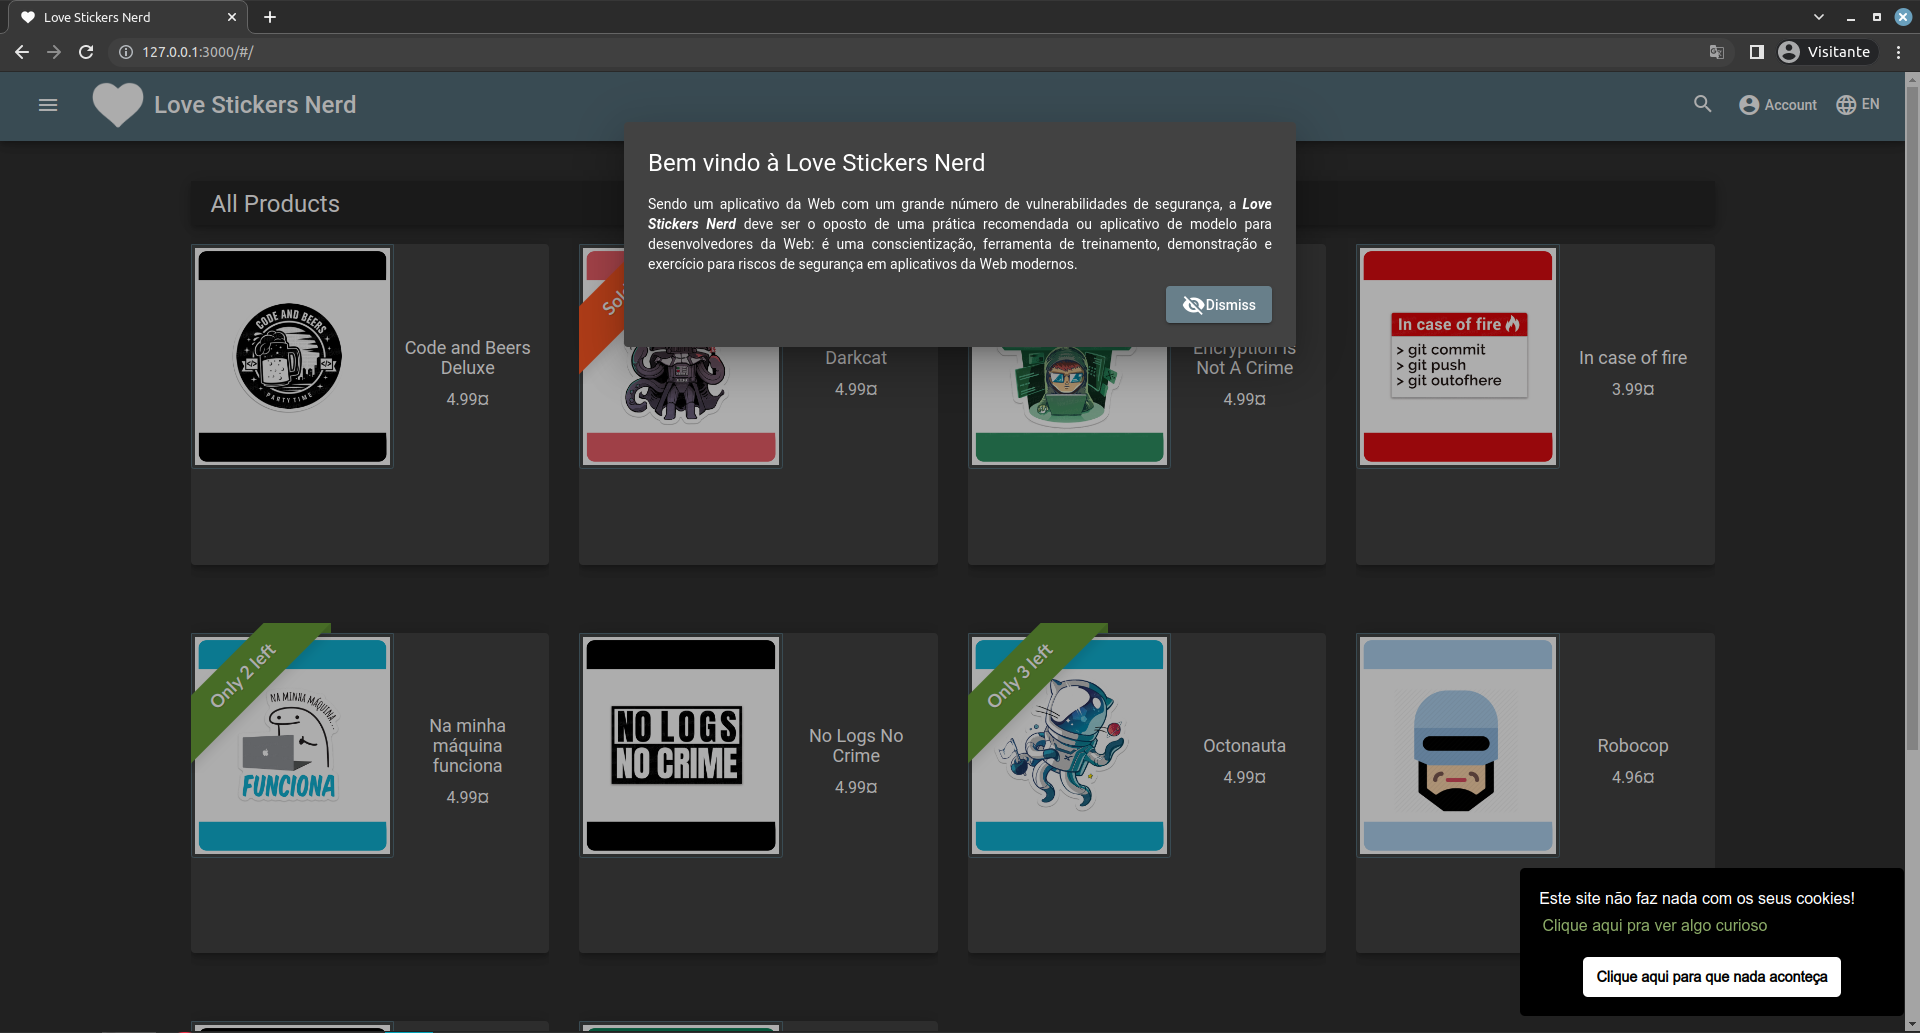 Love Stickers Nerd
127.0.0.1:3000/#/
Visitante
Love Stickers Nerd
Account
EN
Bem vindo à Love Stickers Nerd
Sendo um aplicativo da Web com um grande número de vulnerabilidades de segurança, a Love
Stickers Nerd deve ser o oposto de uma prática recomendada ou aplicativo de modelo para
desenvolvedores da Web: é uma conscientização, ferramenta de treinamento, demonstração e
exercício para riscos de segurança em aplicativos da Web modernos.
Dismiss
All Products
CODE AND BEERS
PARTY TIME
Code and Beers
Deluxe
4.99¤
Darkcat
4.99¤
Encryption Is
Not A Crime
4.99¤
In case of fire
> git commit
> git push
> git outofhere
In case of fire
3.99¤
Only 2 left
NA MINHA MÁQUINA...
FUNCIONA
Na minha
máquina
funciona
4.99¤
NO LOGS
NO CRIME
No Logs No
Crime
4.99¤
Only 3 left
Octonauta
4.99¤
Robocop
4.96¤
Este site não faz nada com os seus cookies!
Clique aqui pra ver algo curioso
Clique aqui para que nada aconteça